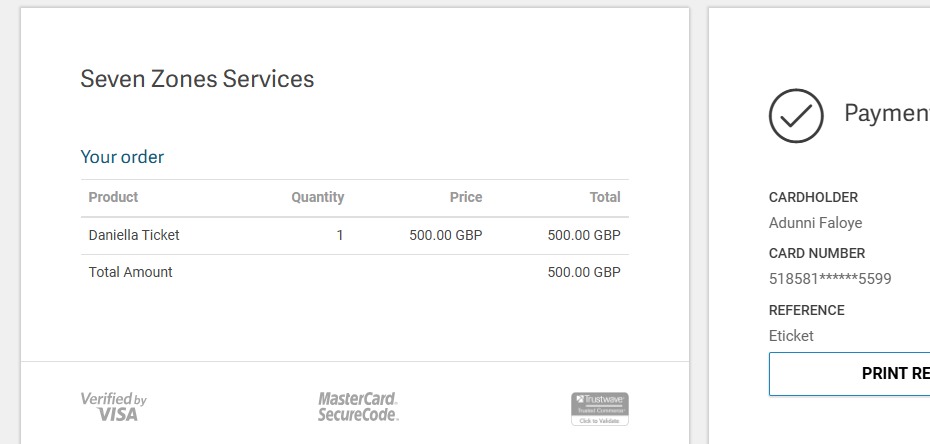 Seven Zones Services
Your order
Product Quantity Price Total
Daniella Ticket 1 500.00 GBP 500.00 GBP
Total Amount 500.00 GBP
Verified by
VISA
MasterCard.
SecureCode.
Trustwave
Trusted Commerce
Click to Validate
Paymen
CARDHOLDER
Adunni Faloye
CARD NUMBER
518581******5599
REFERENCE
Eticket
PRINT RE